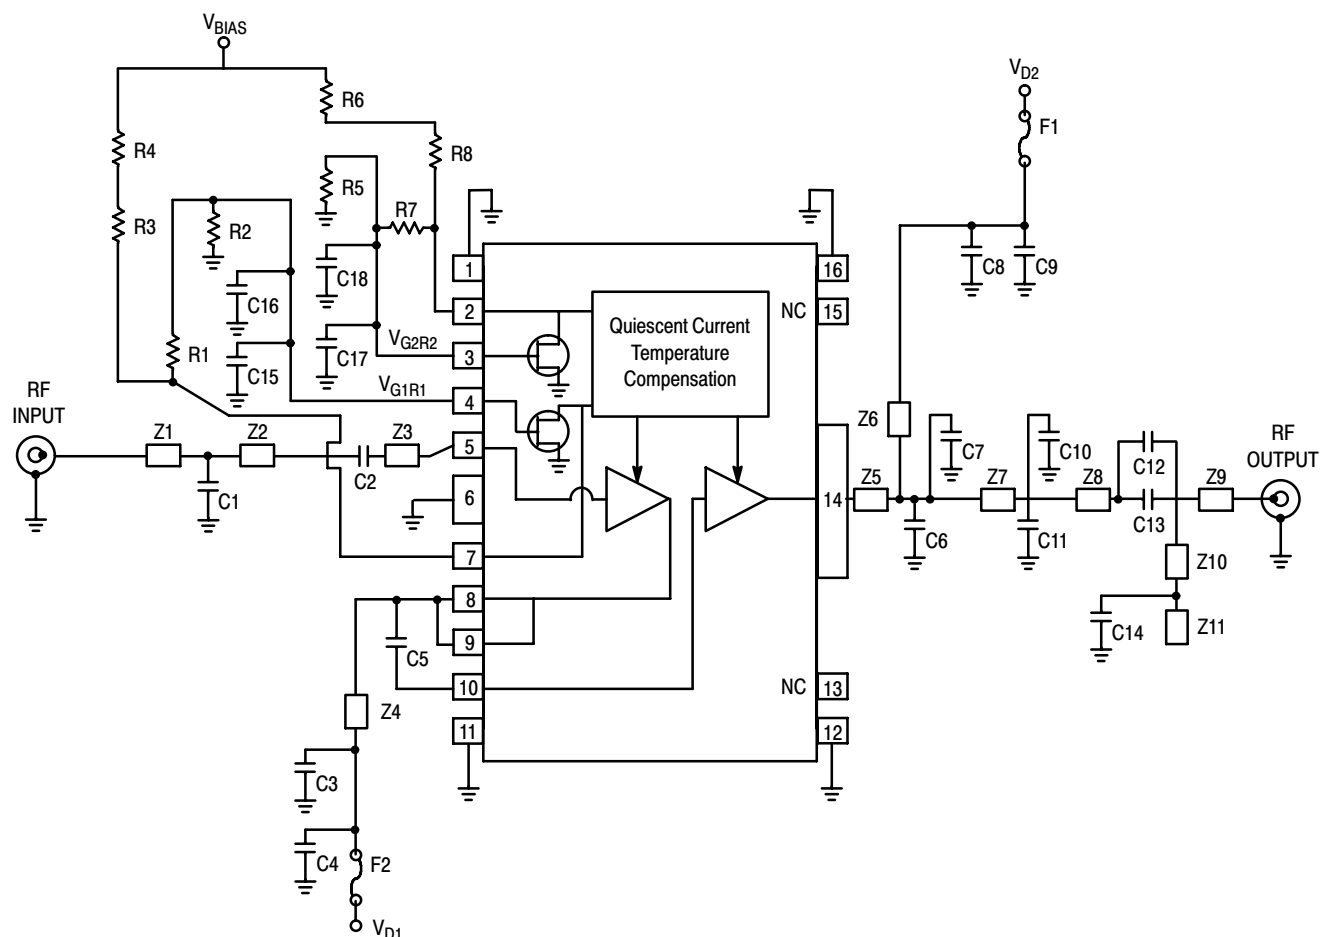 VBIAS
R6
R4
R8
R5
R3
R7
R2
C18
C16
R1
C15
C17
VG2R2
VG1R1
VD2
F1
C8
C9
1
2
3
4
5
6
7
8
9
10
11
16
NC
15
14
NC
13
12
Quiescent Current
Temperature
Compensation
RF
INPUT
Z1
Z2
Z3
C1
C2
Z6
C7
C10
Z5
Z7
Z8
C12
C13
Z9
RF
OUTPUT
C6
C11
Z10
C14
Z11
C5
Z4
C3
C4
F2
VD1